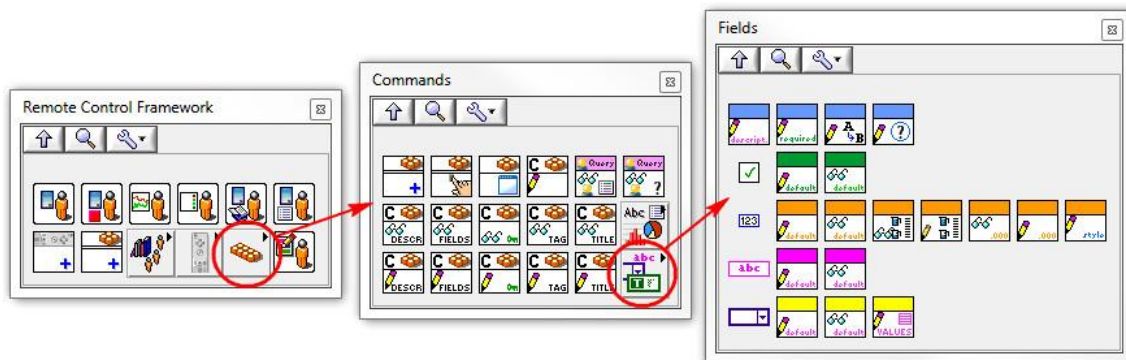 Remote Control Framework
Commands
C
Query
Query
?
C DESCR
C FIELDS
C
C TAG
C TITLE
Abc
C DESCR
C FIELDS
C
C TAG
C TITLE
abc
T F
Fields
descript.
required
A B
?
default
default
123
default
default
.000
.000
style
abc
default
default
default
default
VALUES